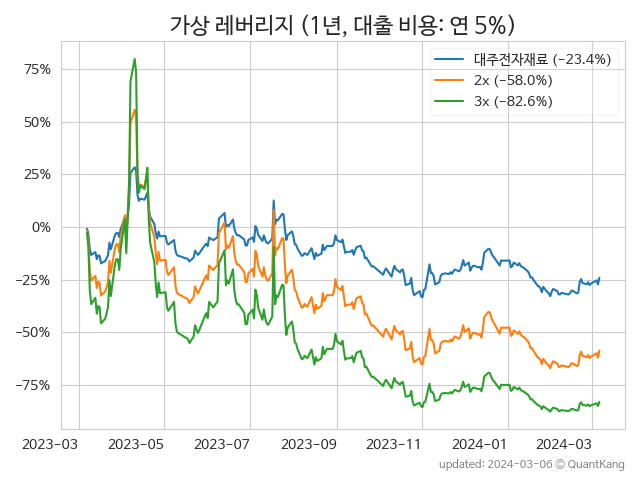 가상 레버리지 (1년, 대출 비용: 연 5%)
대주전자재료 (−23.4%)
2x (−58.0%)
3x (−82.6%)
75%
50%
25%
0%
−25%
−50%
−75%
2023-03 2023-05 2023-07 2023-09 2023-11 2024-01 2024-03
updated: 2024-03-06 © QuantKang